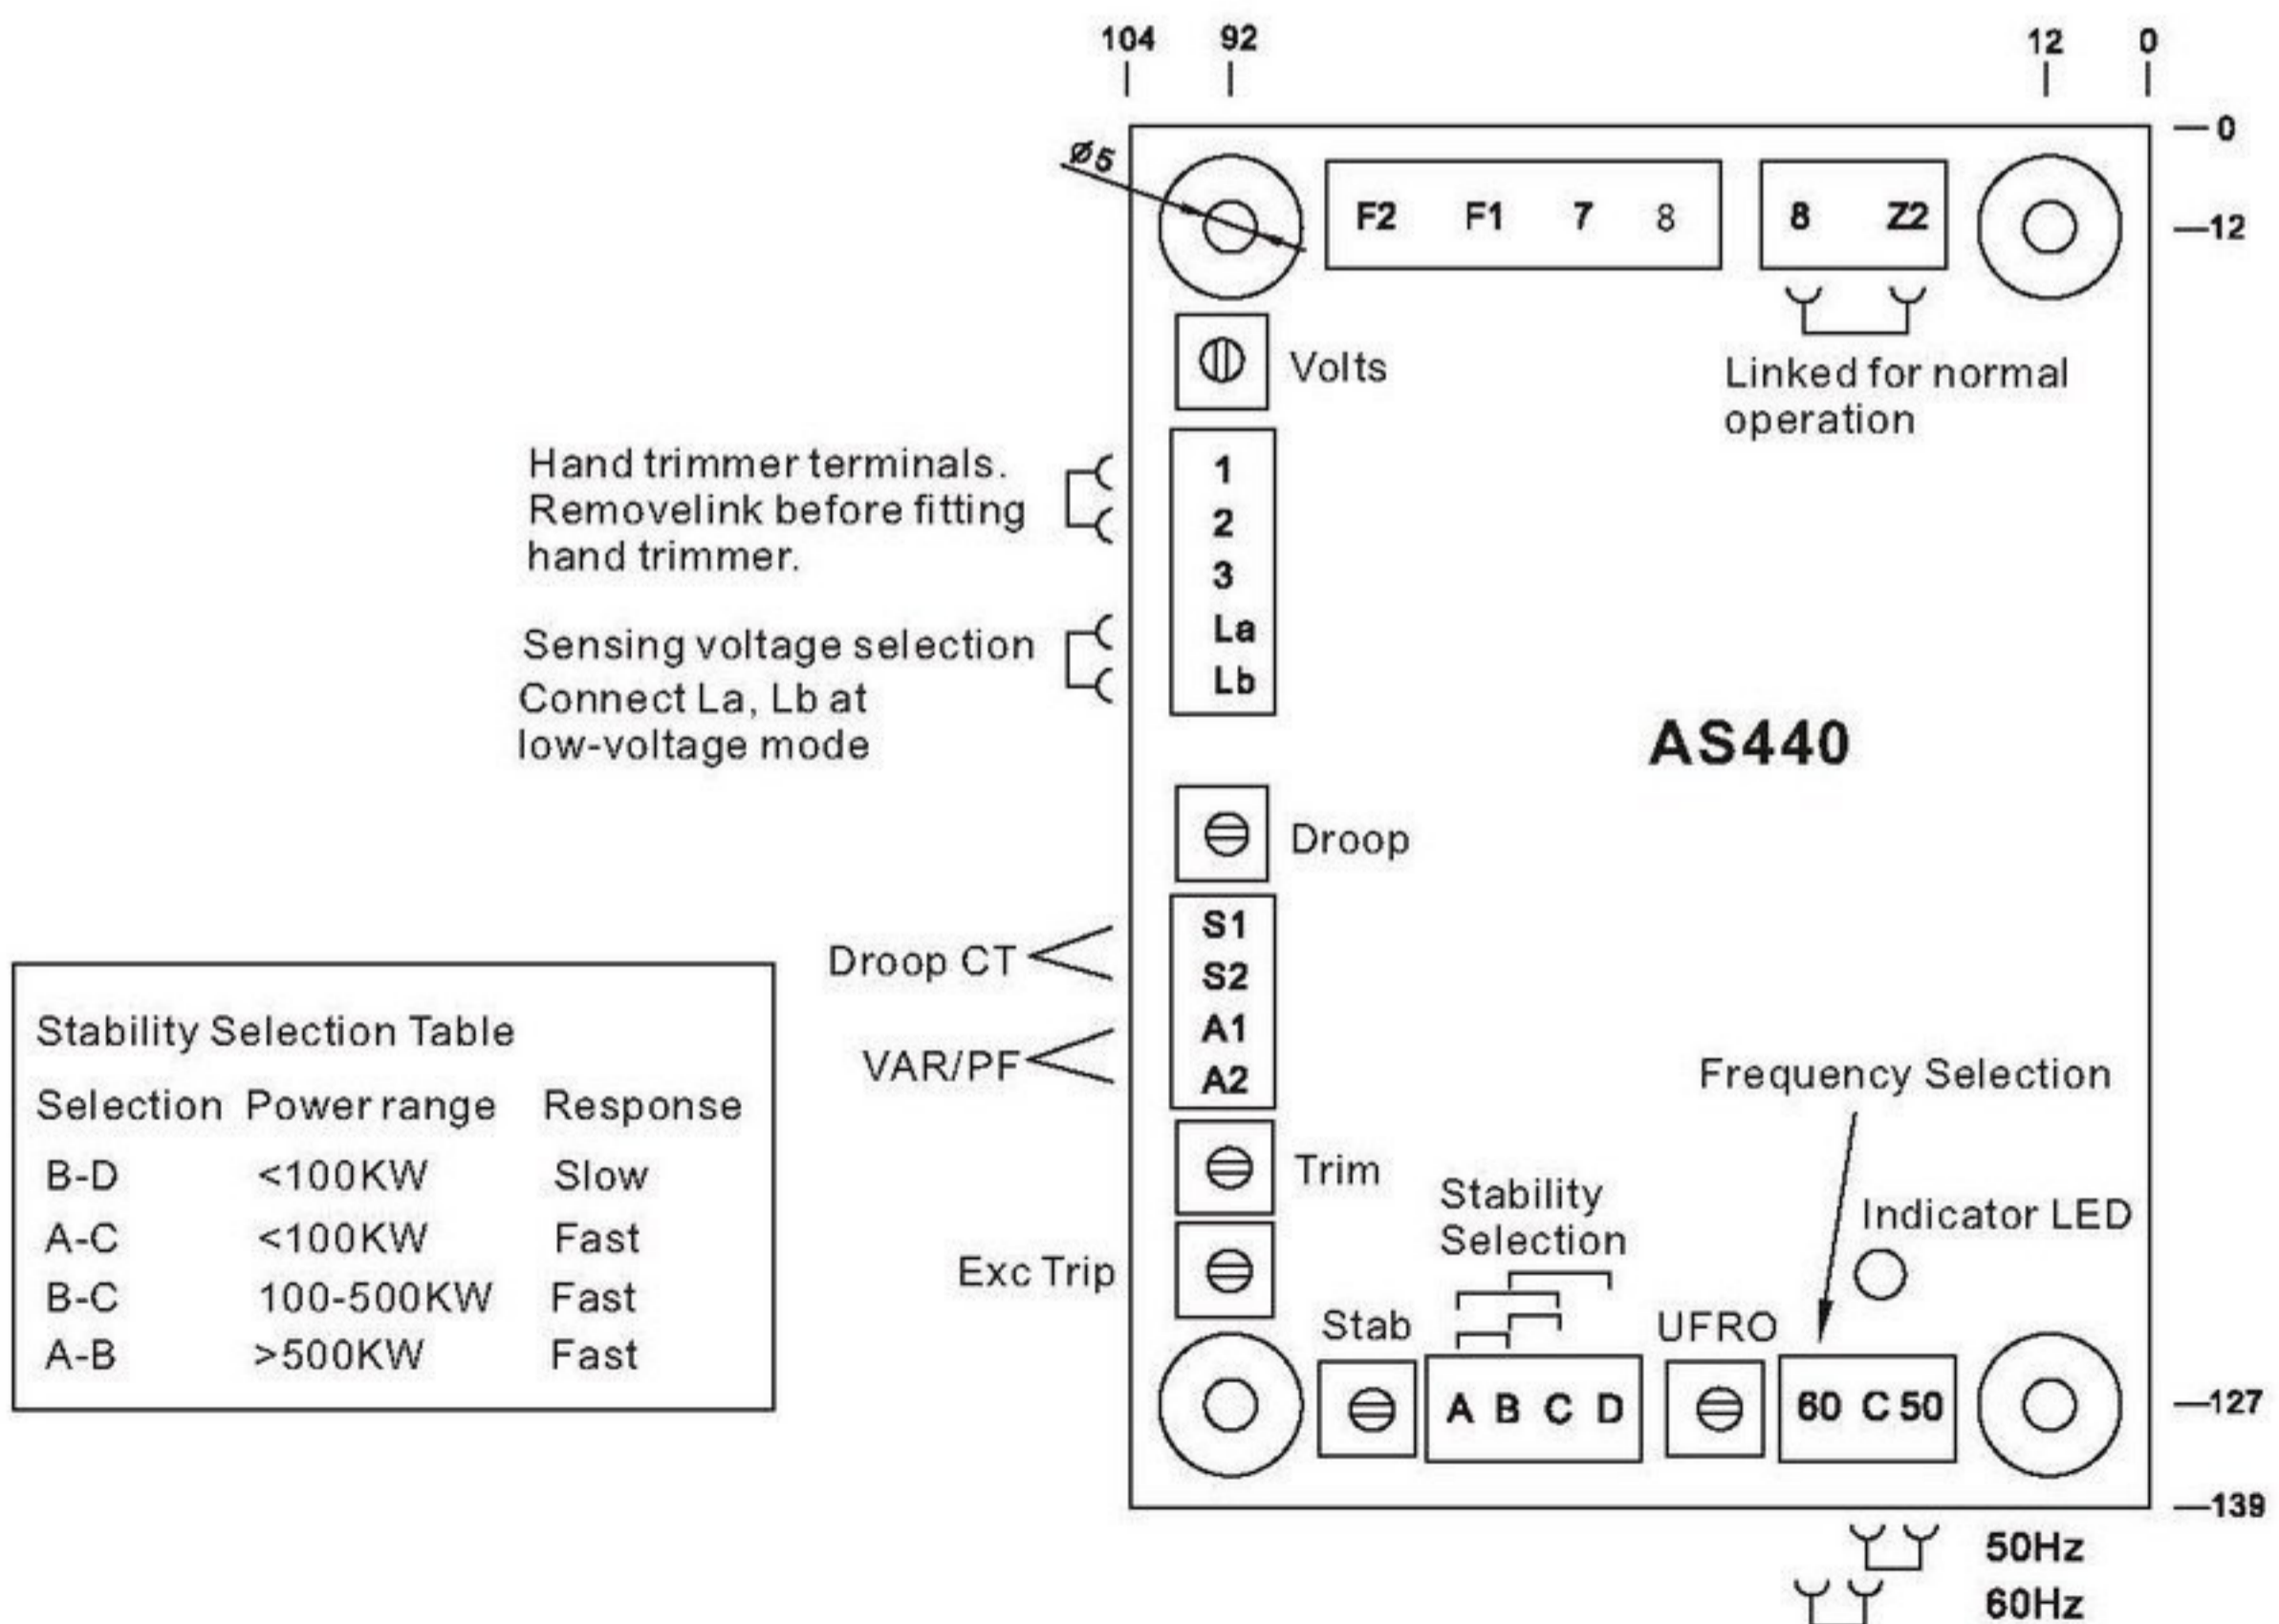 104 92 12 0
0
ø5
F2 F1 7 8 8 Z2
12
Volts
Linked for normal
operation
Hand trimmer terminals.
Removelink before fitting
hand trimmer.
1
2
3
La
Lb
Sensing voltage selection
Connect La, Lb at
low-voltage mode
AS440
Droop
Droop CT
S1
S2
A1
A2
VAR/PF
Stability Selection Table
Selection Power range Response
B-D <100KW Slow
A-C <100KW Fast
B-C 100-500KW Fast
A-B >500KW Fast
Trim
Exc Trip
Stability
Selection
Frequency Selection
Indicator LED
Stab
UFRO
A B C D
60 C 50
127
139
50Hz
60Hz